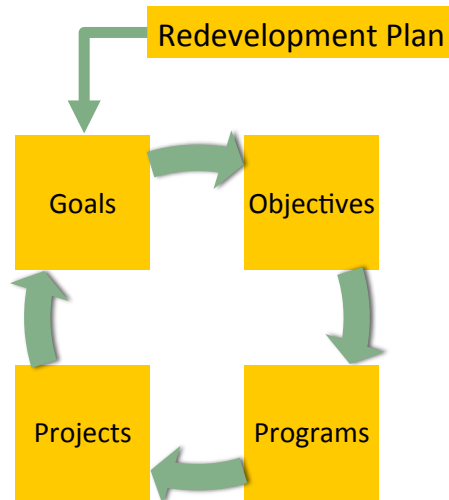 Redevelopment Plan
Goals
Objectives
Projects
Programs